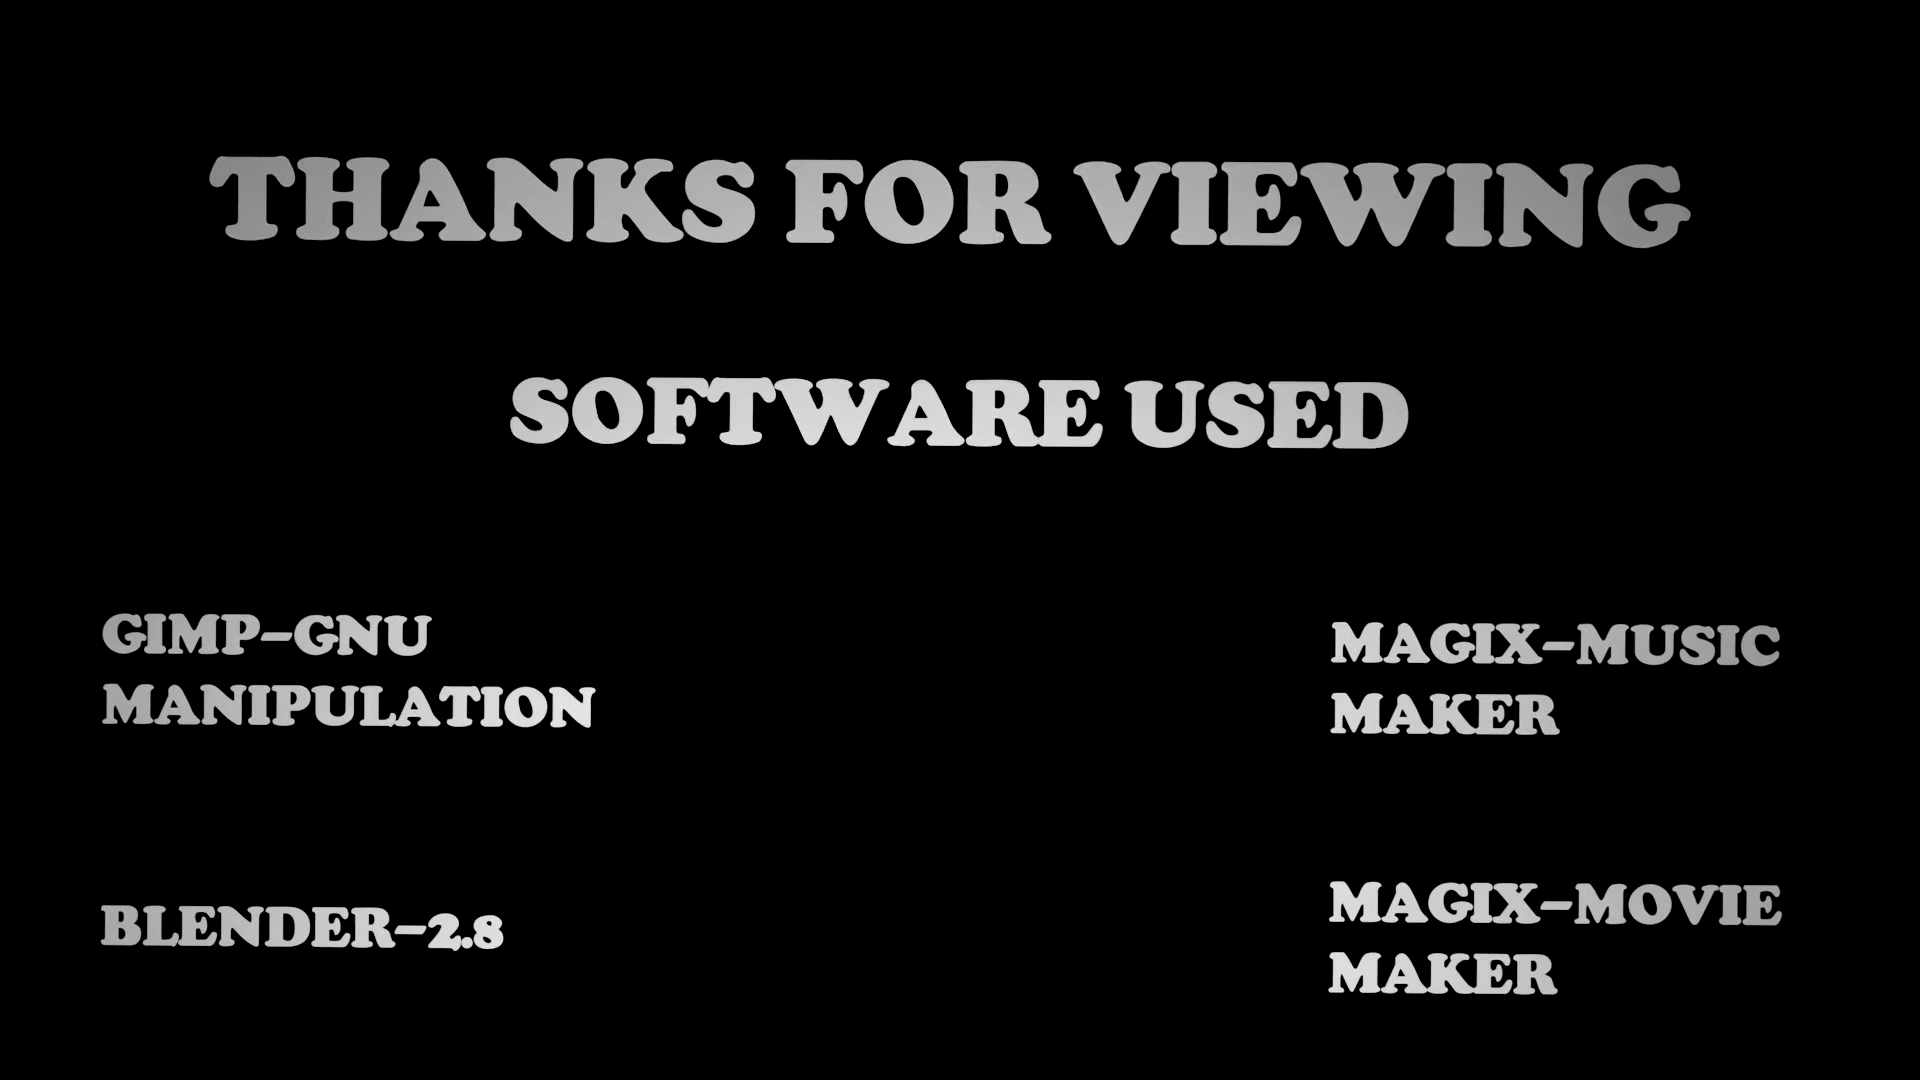 THANKS FOR VIEWING
SOFTWARE USED
GIMP–GNU
MANIPULATION
MAGIX–MUSIC
MAKER
BLENDER–2.8
MAGIX–MOVIE
MAKER